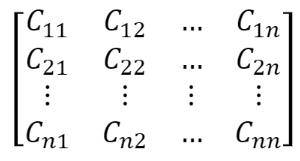 C₁₁ C₁₂ … C₁ₙ
C₂₁ C₂₂ … C₂ₙ
⋮ ⋮ ⋮ ⋮
Cₙ₁ Cₙ₂ … Cₙₙ